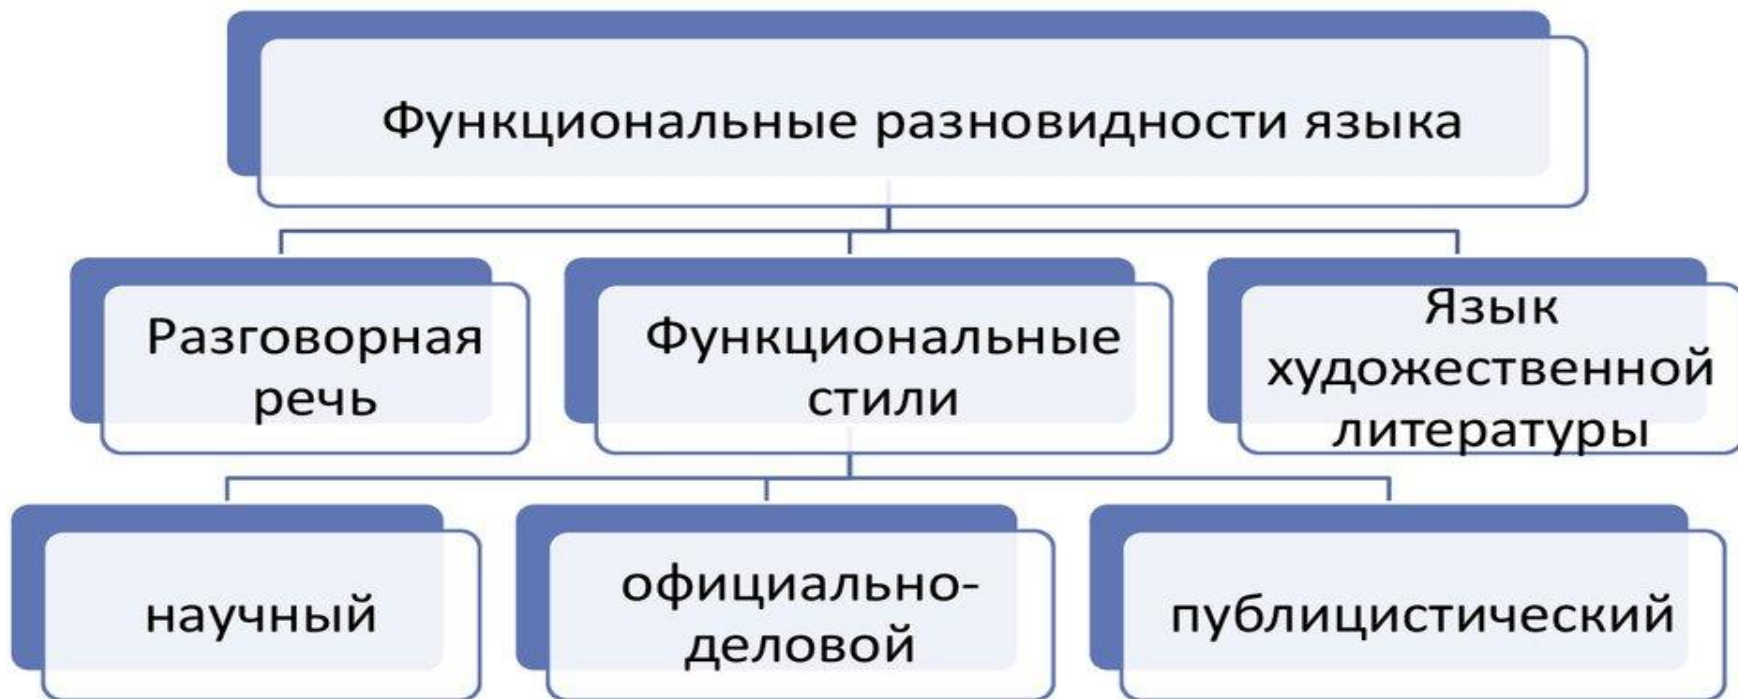 Функциональные разновидности языка
Разговорная
речь
Функциональные
стили
Язык
художественной
литературы
научный
официально-
деловой
публицистический